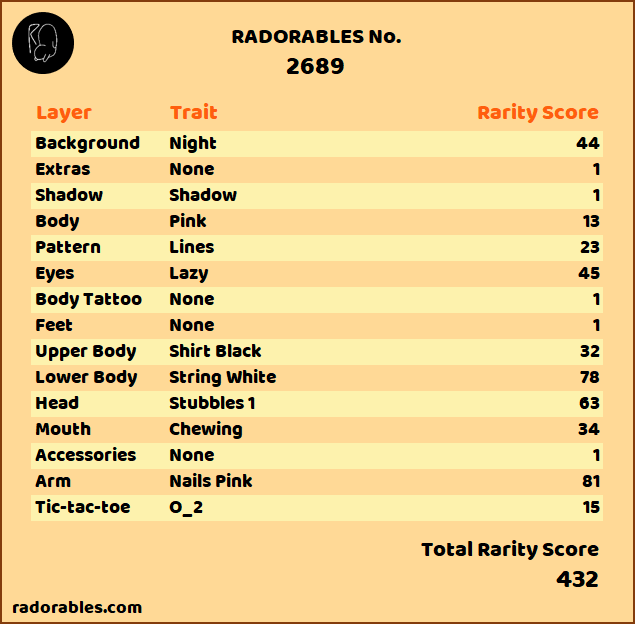 RADORABLES No.
2689
Layer Trait Rarity Score
Background Night 44
Extras None 1
Shadow Shadow 1
Body Pink 13
Pattern Lines 23
Eyes Lazy 45
Body Tattoo None 1
Feet None 1
Upper Body Shirt Black 32
Lower Body String White 78
Head Stubbles 1 63
Mouth Chewing 34
Accessories None 1
Arm Nails Pink 81
Tic-tac-toe O_2 15
Total Rarity Score
432
radorables.com